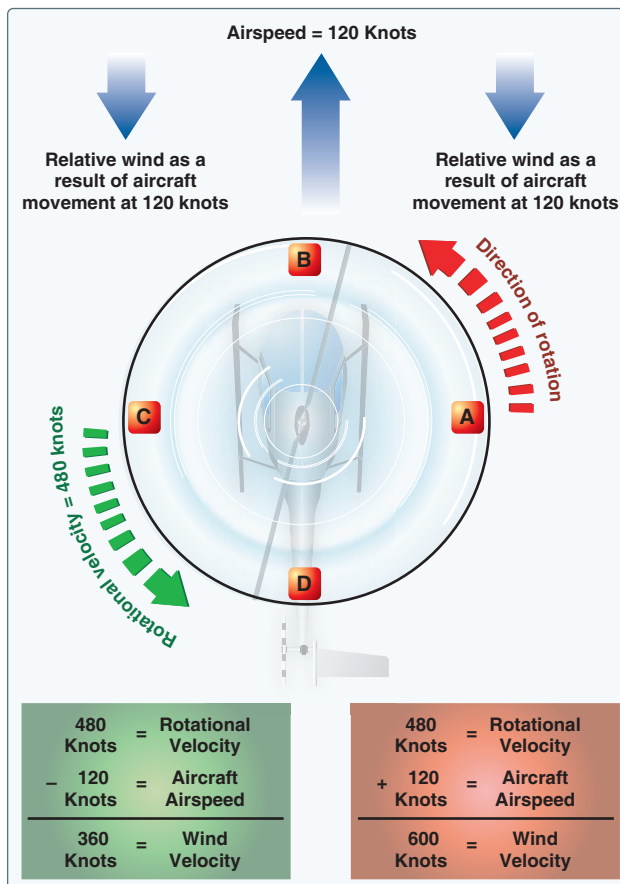 Airspeed = 120 Knots
Relative wind as a
result of aircraft
movement at 120 knots
Relative wind as a
result of aircraft
movement at 120 knots
B
Direction of rotation
C
A
Rotational velocity = 480 knots
D
480 Knots = Rotational Velocity
– 120 Knots = Aircraft Airspeed
360 Knots = Wind Velocity
480 Knots = Rotational Velocity
+ 120 Knots = Aircraft Airspeed
600 Knots = Wind Velocity